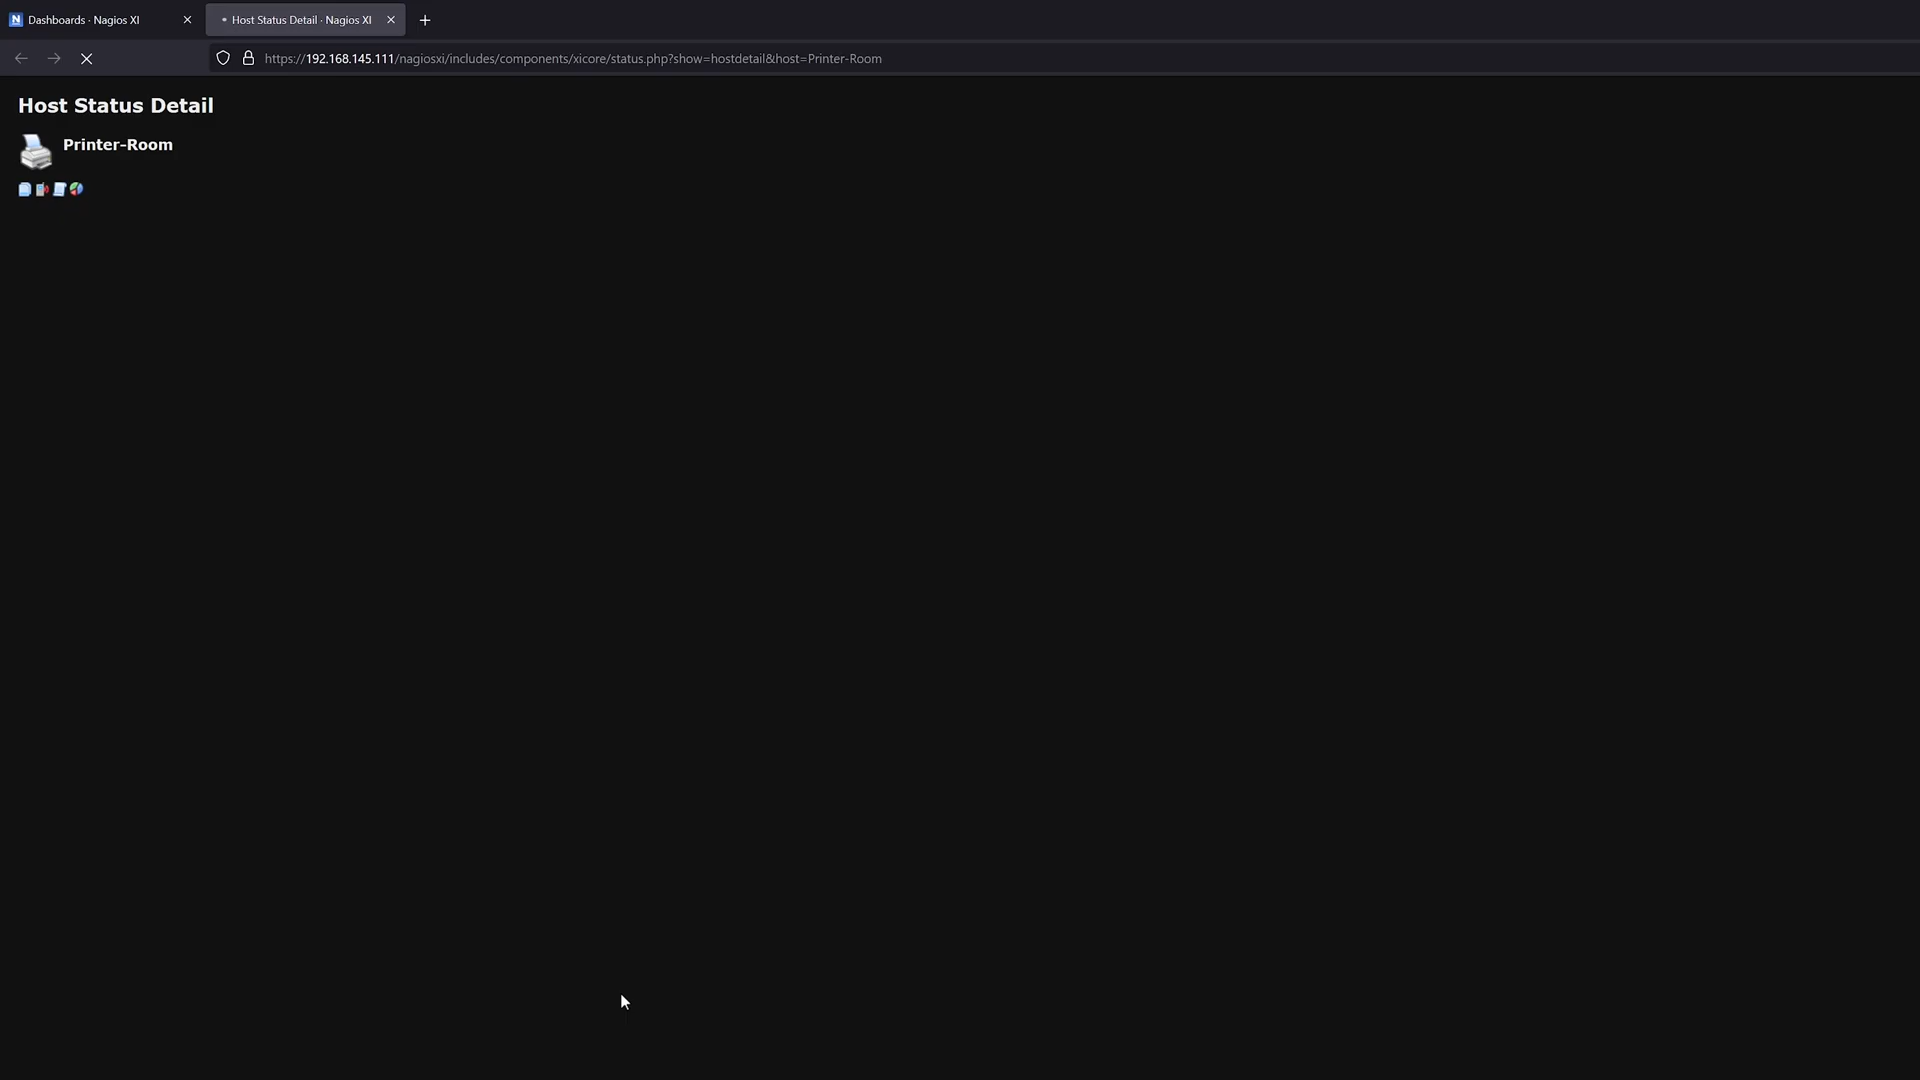 Dashboards · Nagios XI
Host Status Detail · Nagios XI
https://192.168.145.111/nagiosxi/includes/components/xicore/status.php?show=hostdetail&host=Printer-Room
Host Status Detail
Printer-Room